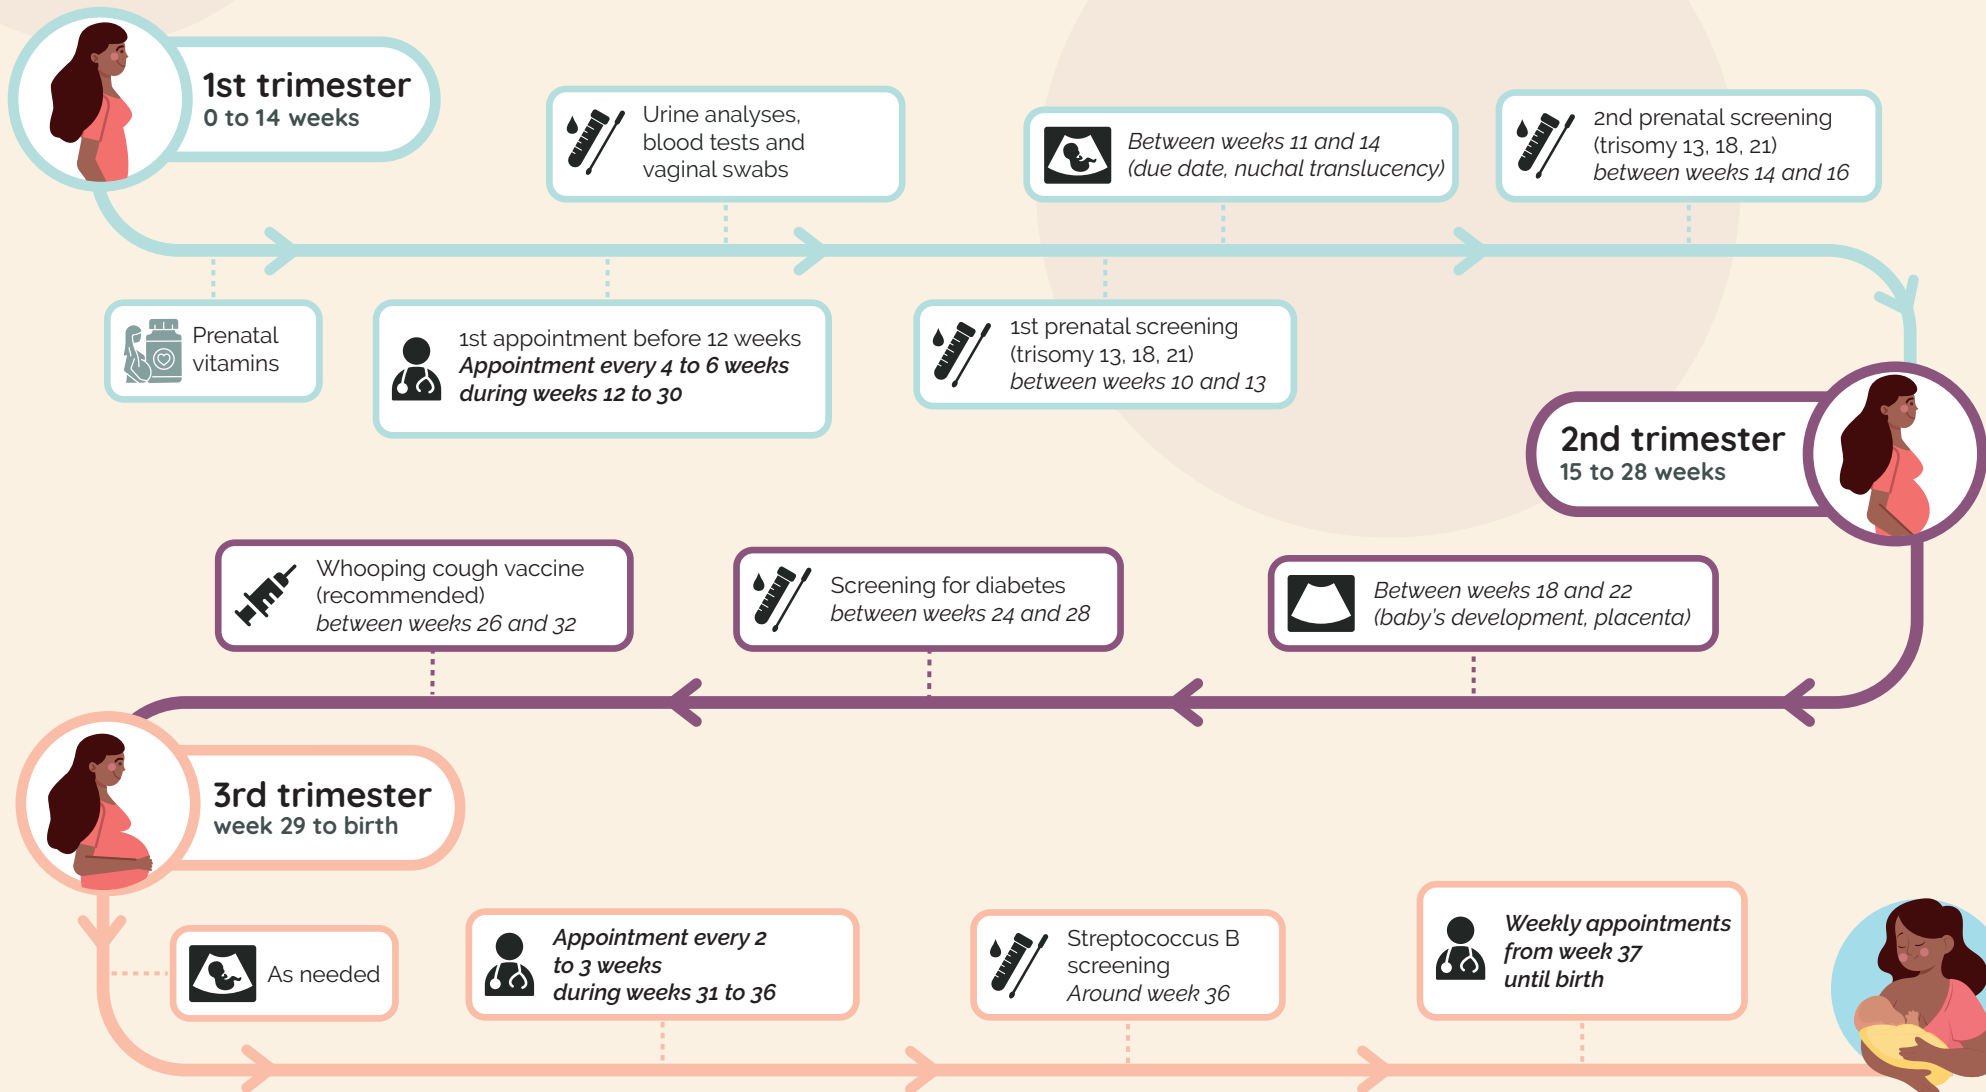 1st trimester
0 to 14 weeks
Prenatal
vitamins
1st appointment before 12 weeks
Appointment every 4 to 6 weeks
during weeks 12 to 30
Urine analyses,
blood tests and
vaginal swabs
1st prenatal screening
(trisomy 13, 18, 21)
between weeks 10 and 13
Between weeks 11 and 14
(due date, nuchal translucency)
2nd prenatal screening
(trisomy 13, 18, 21)
between weeks 14 and 16
2nd trimester
15 to 28 weeks
Between weeks 18 and 22
(baby’s development, placenta)
Screening for diabetes
between weeks 24 and 28
Whooping cough vaccine
(recommended)
between weeks 26 and 32
3rd trimester
week 29 to birth
As needed
Appointment every 2
to 3 weeks
during weeks 31 to 36
Streptococcus B
screening
Around week 36
Weekly appointments
from week 37
until birth